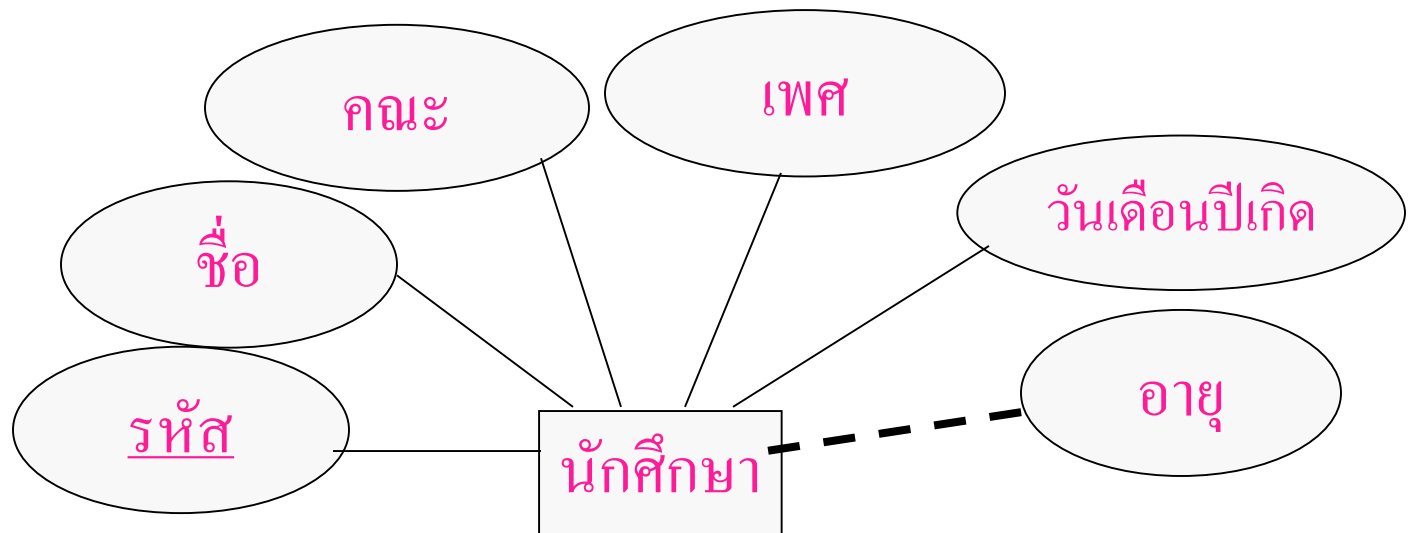 คณะ
เพศ
วันเดือนปีเกิด
ชื่อ
อายุ
รหัส
นักศึกษา